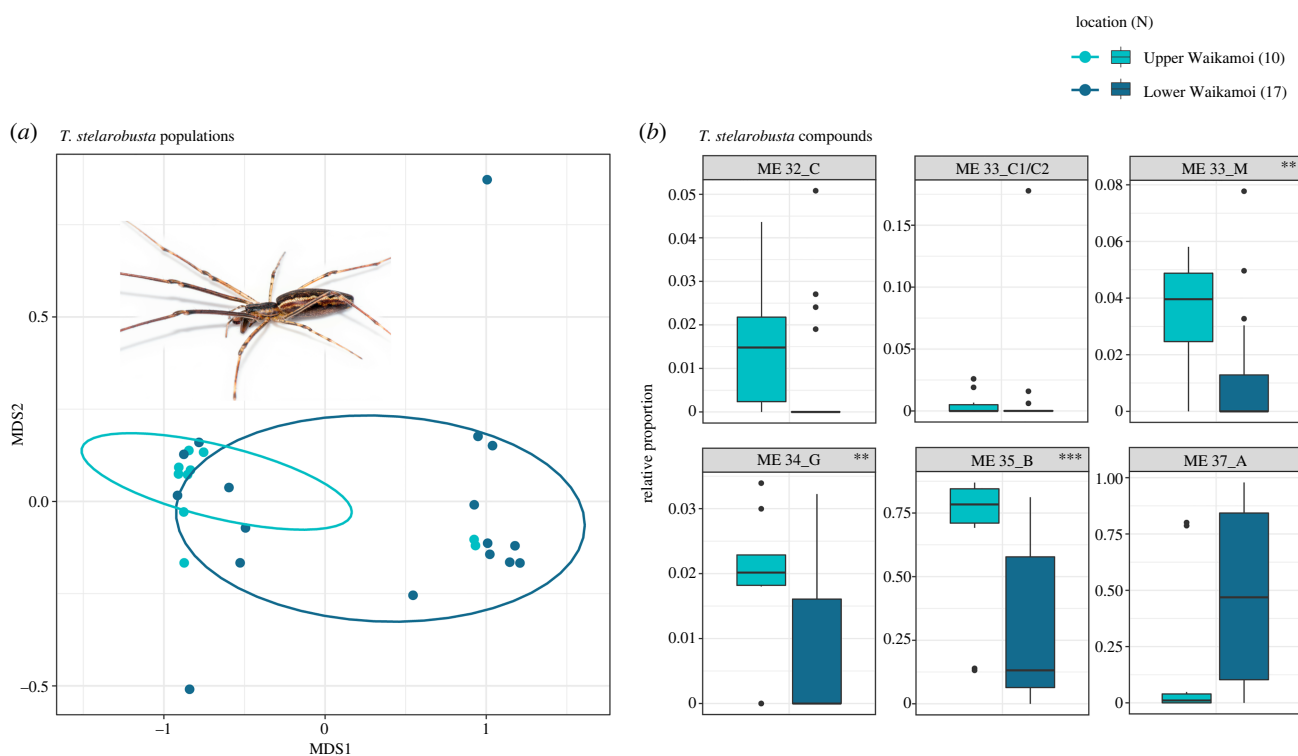 location (N)
Upper Waikamoi (10)
Lower Waikamoi (17)
(a) T. stelarobusta populations
MDS2
0.5
0.0
–0.5
–1 0 1
MDS1
(b) T. stelarobusta compounds
relative proportion
ME 32_C
0.05
0.04
0.03
0.02
0.01
0
ME 33_C1/C2
0.15
0.10
0.05
0
ME 33_M **
0.08
0.06
0.04
0.02
0
ME 34_G **
0.03
0.02
0.01
0
ME 35_B ***
0.75
0.50
0.25
0
ME 37_A
1.00
0.75
0.50
0.25
0